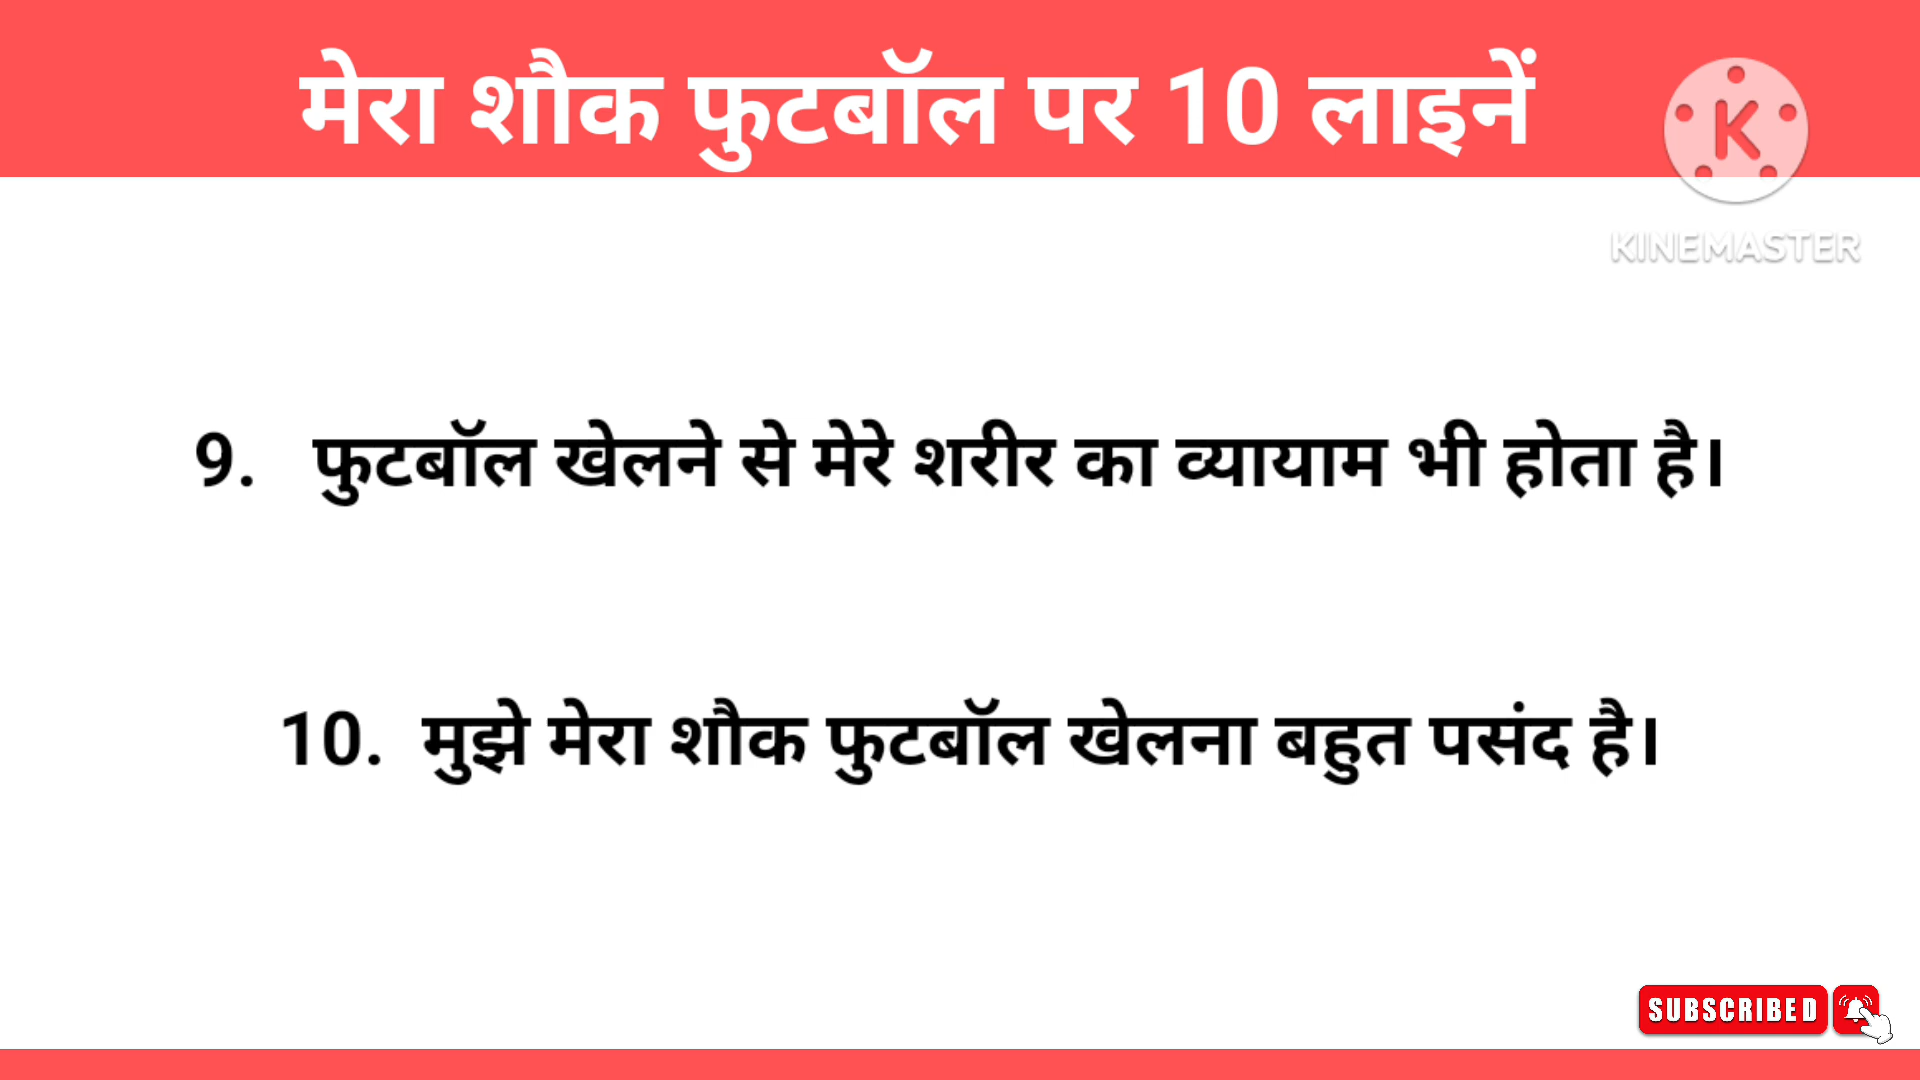 मेरा शौक फुटबॉल पर 10 लाइनें
K
KINEMASTER
9. फुटबॉल खेलने से मेरे शरीर का व्यायाम भी होता है।
10. मुझे मेरा शौक फुटबॉल खेलना बहुत पसंद है।
SUBSCRIBED